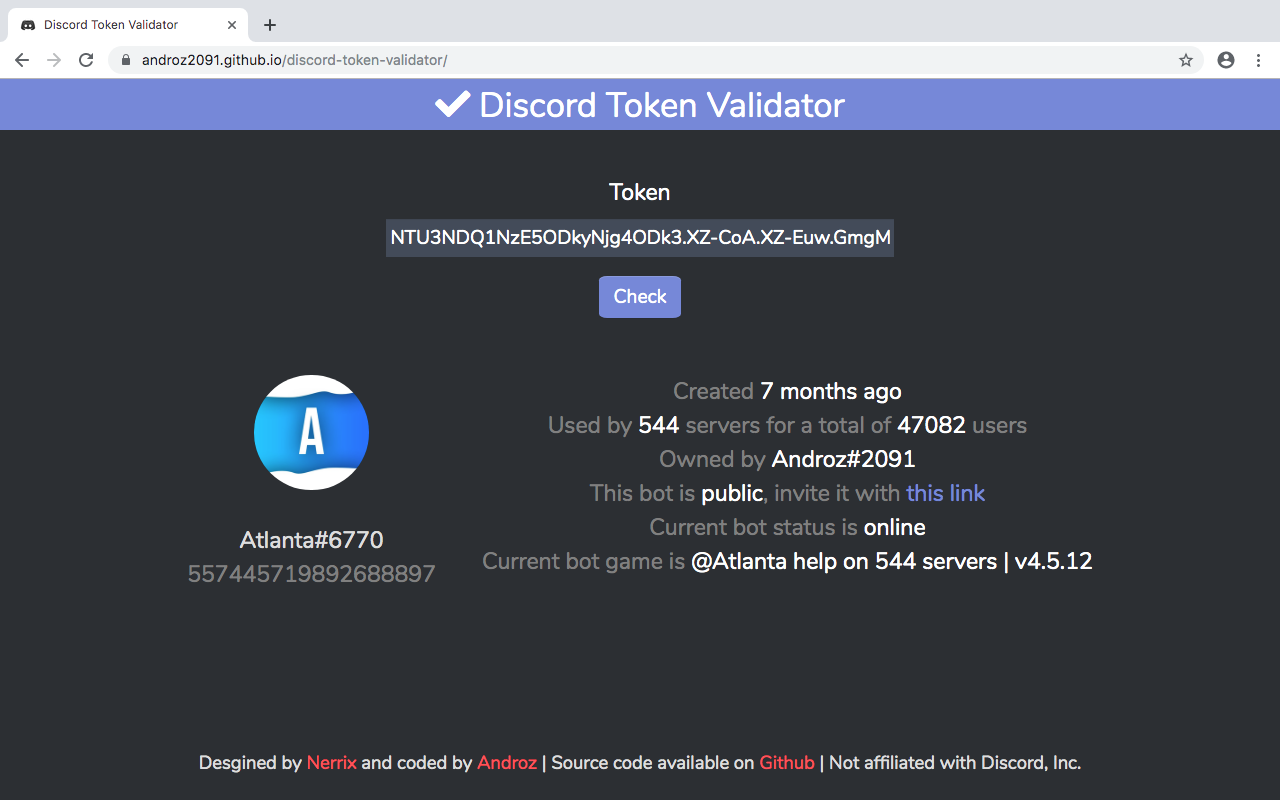 Discord Token Validator
androz2091.github.io/discord-token-validator/
Discord Token Validator
Token
NTU3NDQ1NzE5ODkyNjg4ODk3.XZ-CoA.XZ-Euw.GmgM
Check
A
Atlanta#6770
557445719892688897
Created 7 months ago
Used by 544 servers for a total of 47082 users
Owned by Androz#2091
This bot is public, invite it with this link
Current bot status is online
Current bot game is @Atlanta help on 544 servers | v4.5.12
Desgined by Nerrix and coded by Androz | Source code available on Github | Not affiliated with Discord, Inc.